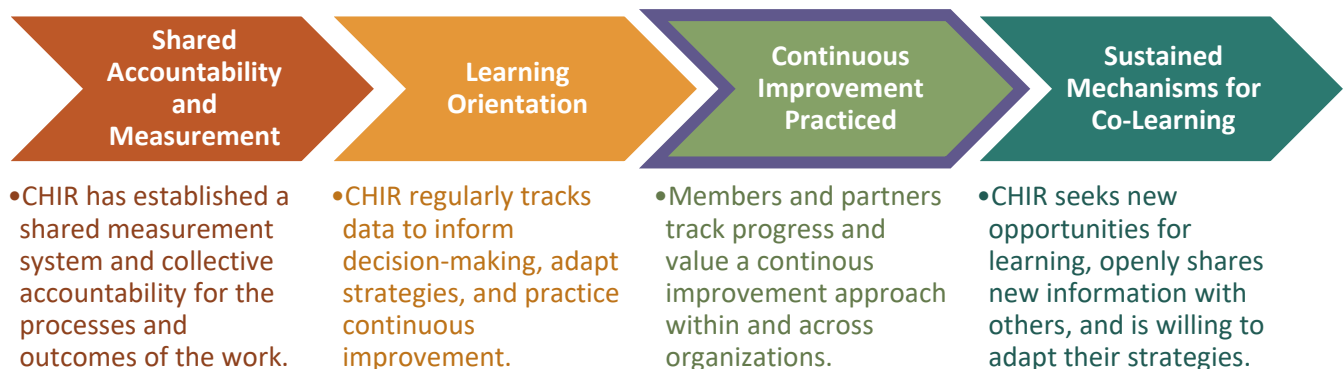 Shared
Accountability
and
Measurement
Learning
Orientation
Continuous
Improvement
Practiced
Sustained
Mechanisms for
Co-Learning
•CHIR has established a
shared measurement
system and collective
accountability for the
processes and
outcomes of the work.
•CHIR regularly tracks
data to inform
decision-making, adapt
strategies, and practice
continuous
improvement.
•Members and partners
track progress and
value a continous
improvement approach
within and across
organizations.
•CHIR seeks new
opportunities for
learning, openly shares
new information with
others, and is willing to
adapt their strategies.